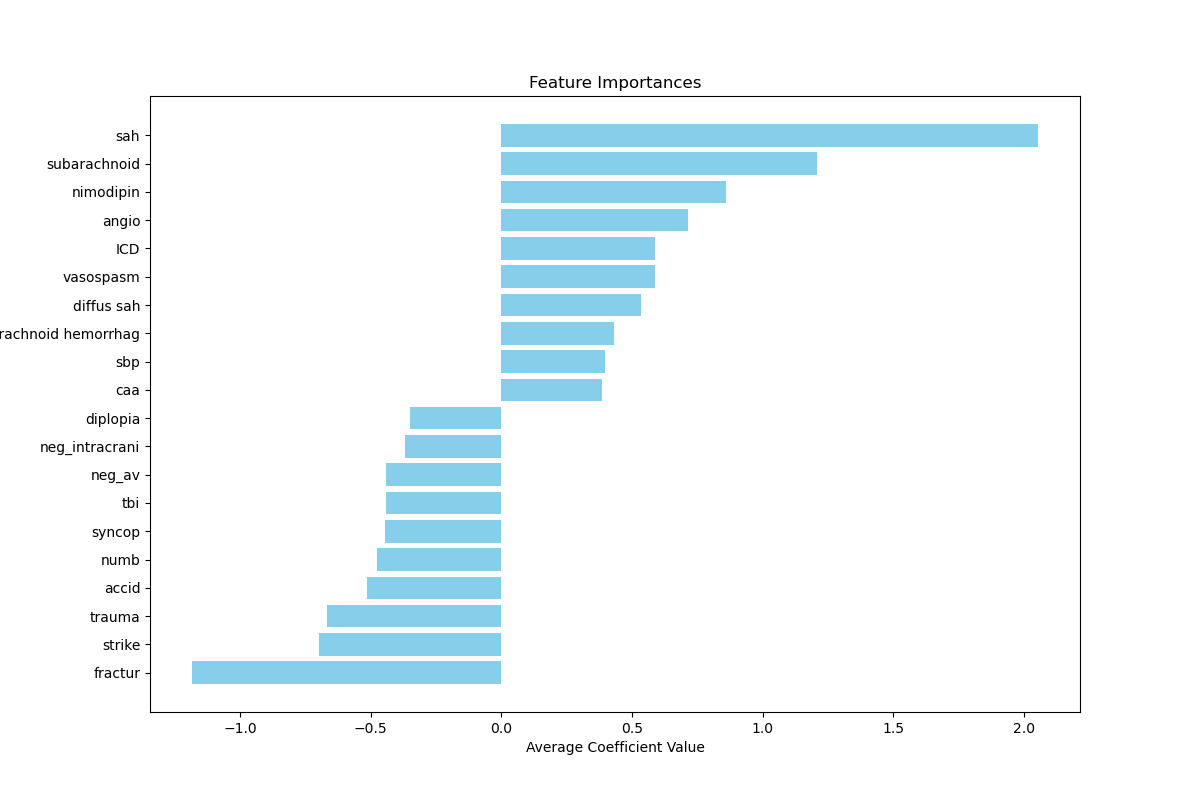 Feature Importances
sah
subarachnoid
nimodipin
angio
ICD
vasospasm
diffus sah
rachnoid hemorrhag
sbp
caa
diplopia
neg_intracrani
neg_av
tbi
syncop
numb
accid
trauma
strike
fractur
−1.0 −0.5 0.0 0.5 1.0 1.5 2.0
Average Coefficient Value